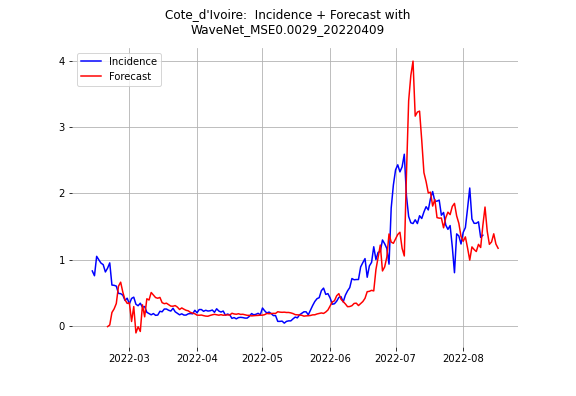 Cote_d'Ivoire:  Incidence + Forecast with
WaveNet_MSE0.0029_20220409
Incidence
Forecast
4
3
2
1
0
2022-03 2022-04 2022-05 2022-06 2022-07 2022-08